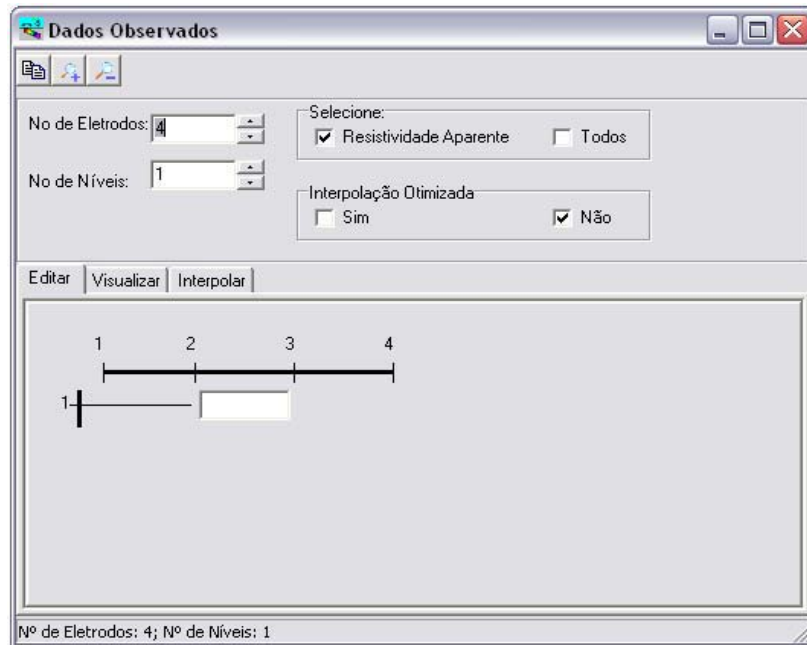 Dados Observados
No de Eletrodos: 4
No de Níveis: 1
Selecione:
Resistividade Aparente Todos
Interpolação Otimizada
Sim Não
Editar Visualizar Interpolar
1 2 3 4
1
Nº de Eletrodos: 4; Nº de Níveis: 1